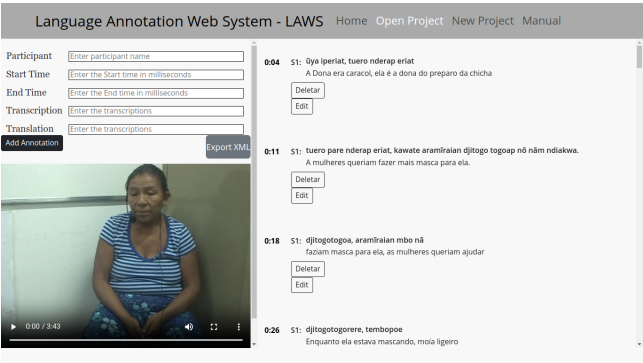 Language Annotation Web System - LAWS Home Open Project New Project Manual
Participant Enter participant name
Start Time Enter the Start time in milliseconds
End Time Enter the End time in milliseconds
Transcription Enter the transcriptions
Translation Enter the transcriptions
Add Annotation Export XML
0:00 / 3:43
0:04 S1: ũya iperiat, tuero nderap eriat
A Dona era caracol, ela é a dona do preparo da chicha
Deletar
Edit
0:11 S1: tuero pare nderap eriat, kawate aramĩraian djitogo togoap nõ nãm ndiakwa.
A mulheres queriam fazer mais masca para ela.
Deletar
Edit
0:18 S1: djitogotogoa, aramĩraian mbo nã
faziam masca para ela, as mulheres queriam ajudar
Deletar
Edit
0:26 S1: djitogotogorere, tembopoe
Enquanto ela estava mascando, moía ligeiro